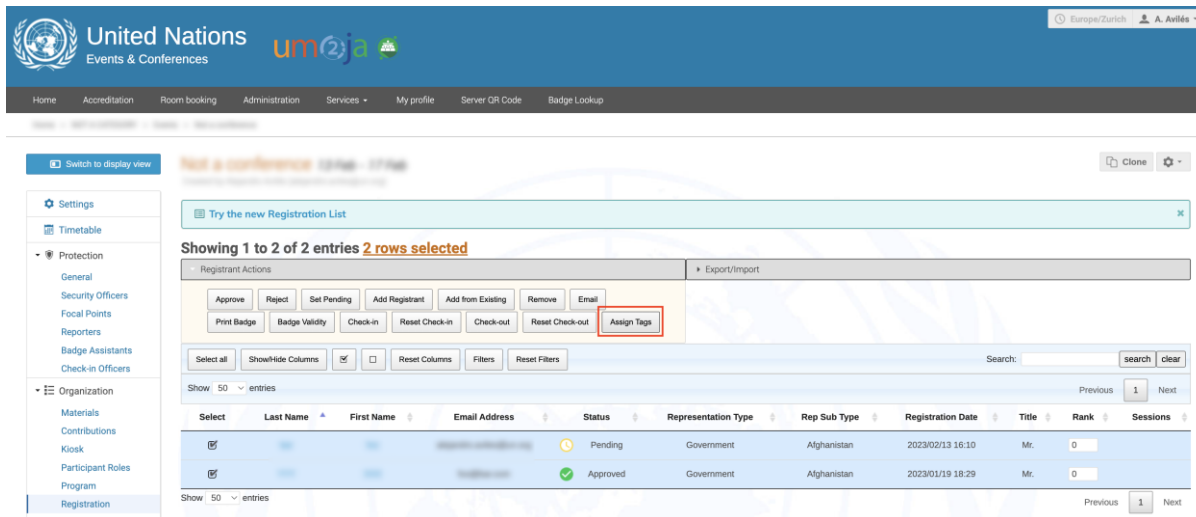 Europe/Zurich A. Avilés
United Nations
Events & Conferences
um2ja
Home Accreditation Room booking Administration Services My profile Server QR Code Badge Lookup
Switch to display view
Clone
Settings
Try the new Registration List
Timetable
Showing 1 to 2 of 2 entries 2 rows selected
Protection
Registrant Actions Export/Import
General
Approve Reject Set Pending Add Registrant Add from Existing Remove Email
Security Officers
Focal Points
Print Badge Badge Validity Check-in Reset Check-in Check-out Reset Check-out Assign Tags
Reporters
Badge Assistants
Select all Show/Hide Columns Reset Columns Filters Reset Filters Search: search clear
Check-in Officers
Organization
Show 50 entries Previous 1 Next
Materials
Select Last Name First Name Email Address Status Representation Type Rep Sub Type Registration Date Title Rank Sessions
Contributions
Kiosk
Pending Government Afghanistan 2023/02/13 16:10 Mr. 0
Participant Roles
Program
Approved Government Afghanistan 2023/01/19 18:29 Mr. 0
Registration
Show 50 entries Previous 1 Next